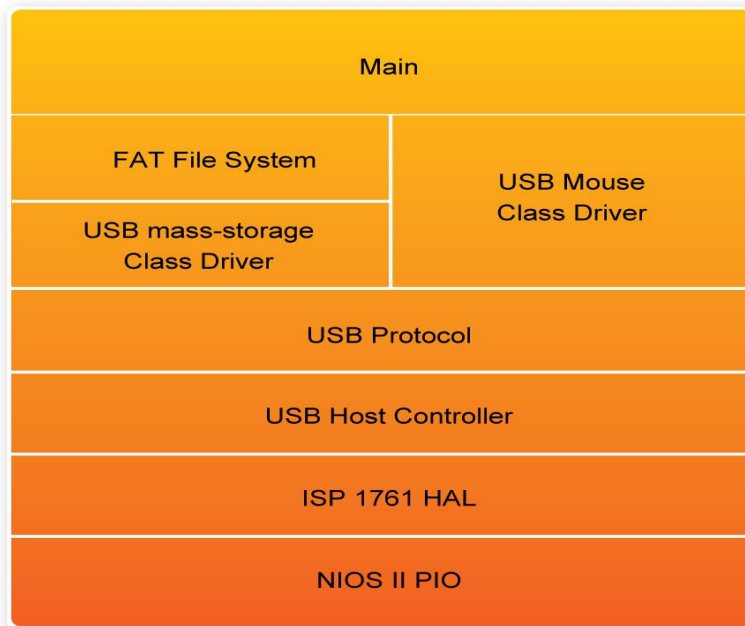 Main
FAT File System
USB mass-storage
Class Driver
USB Mouse
Class Driver
USB Protocol
USB Host Controller
ISP 1761 HAL
NIOS II PIO